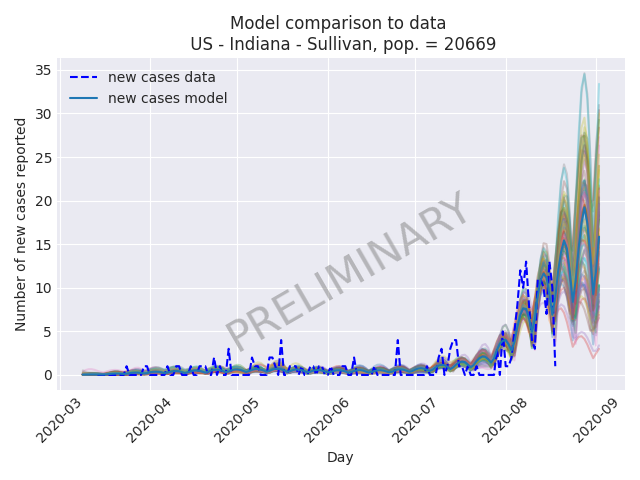 Model comparison to data
US - Indiana - Sullivan, pop. = 20669
new cases data
new cases model
Number of new cases reported
35
30
25
20
15
10
5
0
PRELIMINARY
2020-03
2020-04
2020-05
2020-06
2020-07
2020-08
2020-09
Day